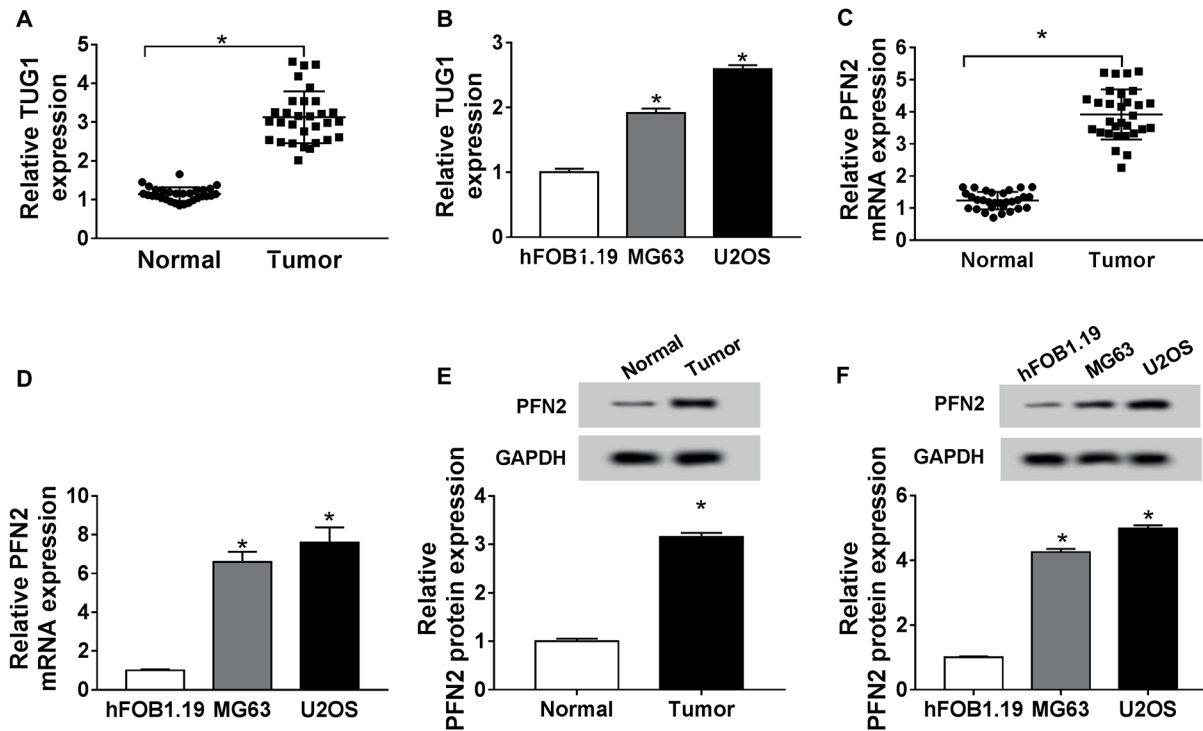 A
Relative TUG1
expression
5
4
3
2
1
0
*
Normal Tumor
B
Relative TUG1
expression
3
2
1
0
*
*
hFOB1.19 MG63 U2OS
C
Relative PFN2
mRNA expression
6
5
4
3
2
1
0
*
Normal Tumor
D
Relative PFN2
mRNA expression
10
8
6
4
2
0
*
*
hFOB1.19 MG63 U2OS
E
Normal Tumor
PFN2
GAPDH
Relative
PFN2 protein expression
4
3
2
1
0
*
Normal Tumor
F
hFOB1.19 MG63 U2OS
PFN2
GAPDH
Relative
PFN2 protein expression
6
4
2
0
*
*
hFOB1.19 MG63 U2OS